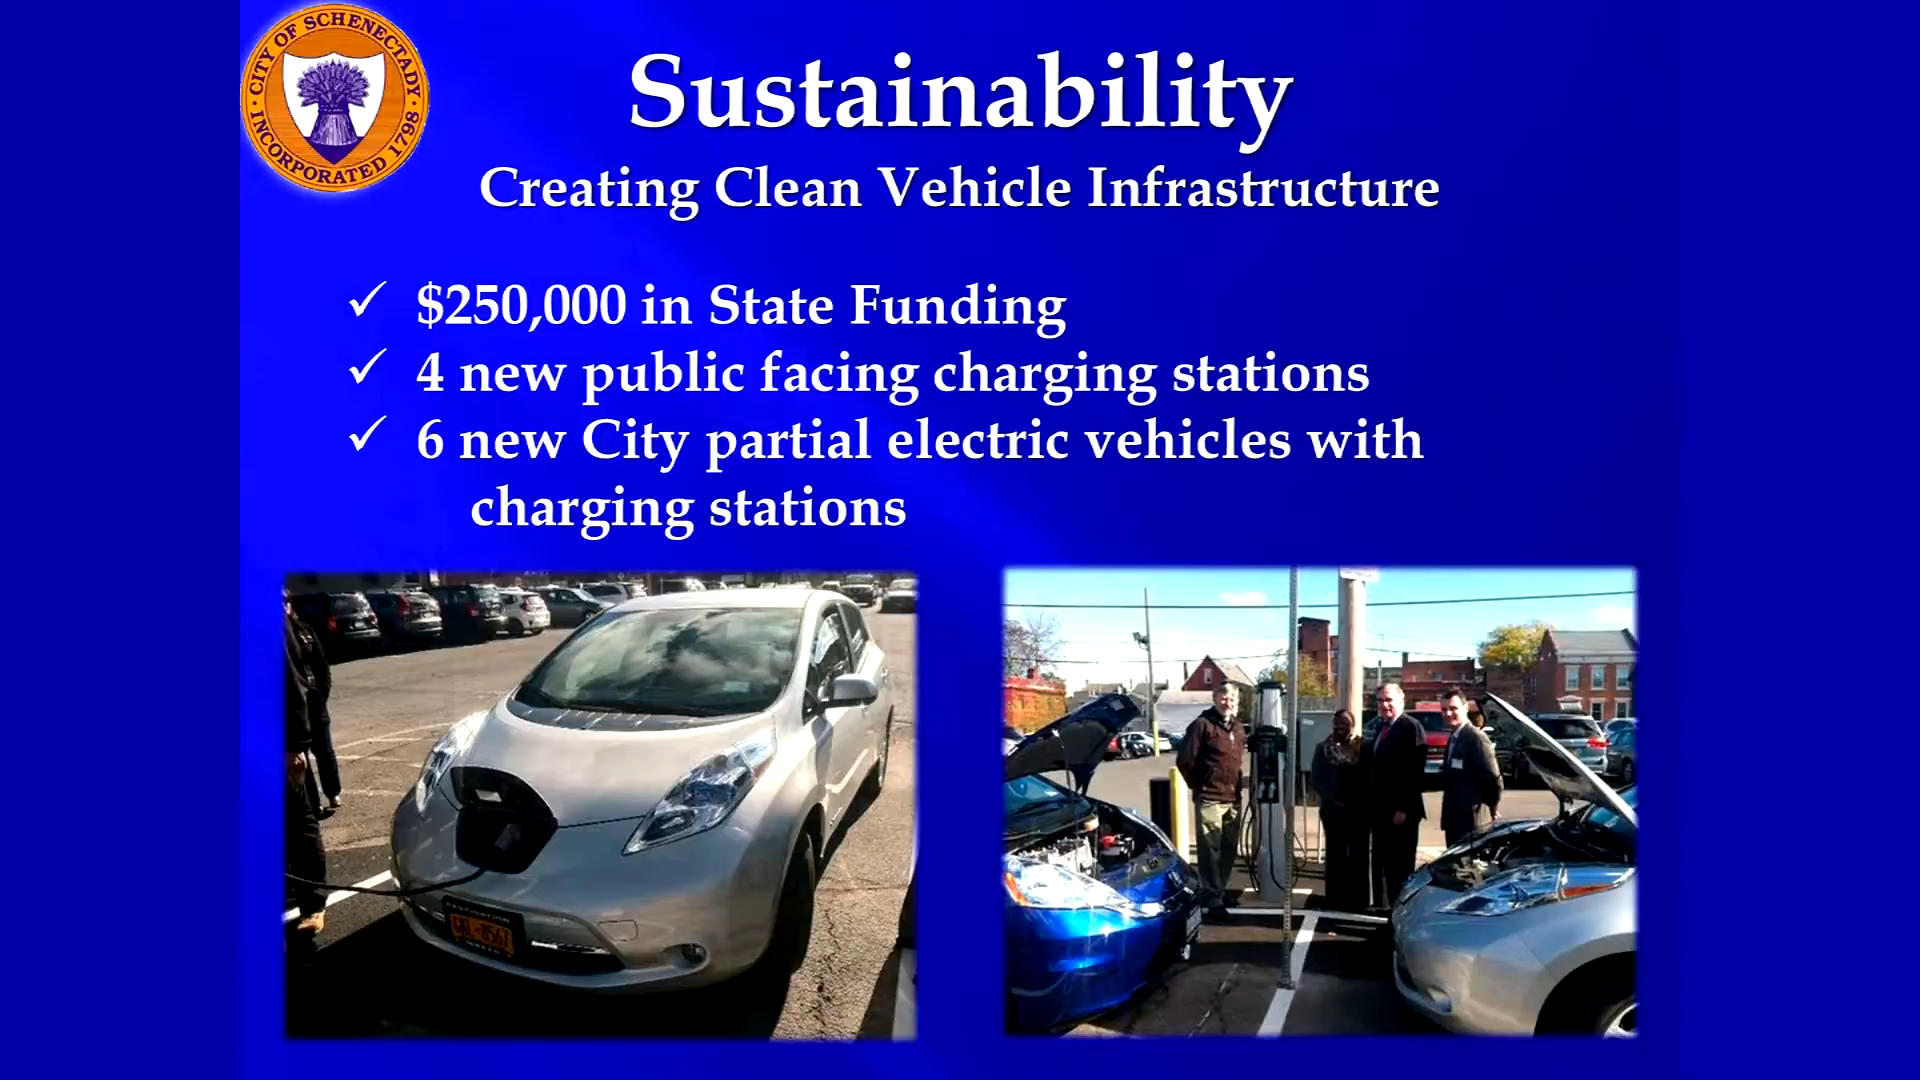 CITY OF SCHENECTADY
INCORPORATED 1798
Sustainability
Creating Clean Vehicle Infrastructure
✓ $250,000 in State Funding
✓ 4 new public facing charging stations
✓ 6 new City partial electric vehicles with
charging stations